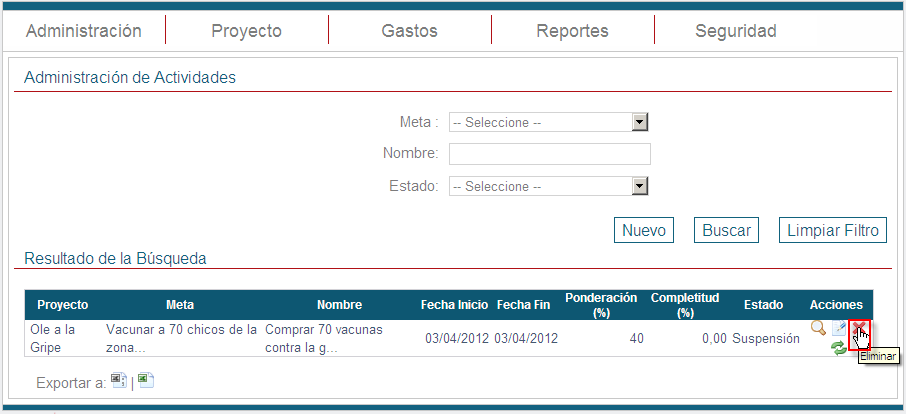 Administración Proyecto Gastos Reportes Seguridad
Administración de Actividades
Meta : -- Seleccione --
Nombre:
Estado: -- Seleccione --
Nuevo Buscar Limpiar Filtro
Resultado de la Búsqueda
Proyecto Meta Nombre Fecha Inicio Fecha Fin Ponderación (%) Completitud (%) Estado Acciones
Ole a la Vacunar a 70 chicos de la Comprar 70 vacunas
Gripe zona... contra la g... 03/04/2012 03/04/2012 40 0,00 Suspensión
Eliminar
Exportar a: |